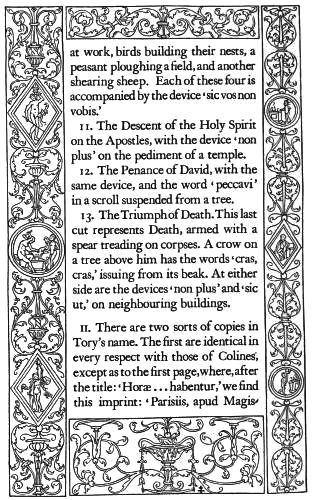 at work, birds building their nests, a
peasant ploughing a field, and another
shearing sheep. Each of these four is
accompanied by the device ‘sic vos non
vobis.’
11. The Descent of the Holy Spirit
on the Apostles, with the device ‘non
plus’ on the pediment of a temple.
12. The Penance of David, with the
same device, and the word ‘peccavi’
in a scroll suspended from a tree.
13. The Triumph of Death. This last
cut represents Death, armed with a
spear treading on corpses. A crow on
a tree above him has the words ‘cras,
cras,’ issuing from its beak. At either
side are the devices ‘non plus’ and ‘sic
ut,’ on neighbouring buildings.
II. There are two sorts of copies in
Tory's name. The first are identical in
every respect with those of Colines,
except as to the first page, where, after
the title: ‘Horæ ... habentur,’ we find
this imprint: ‘Parisiis, apud Magis⸗